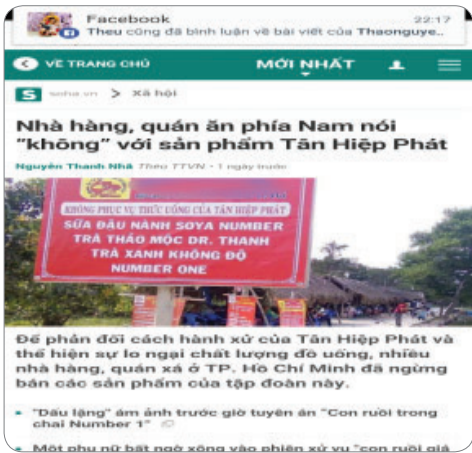 Facebook 22:17
Theu cũng đã bình luận về bài viết của Thaonguye..
VỀ TRANG CHỦ MỚI NHẤT
S soha.vn > Xã hội
Nhà hàng, quán ăn phía Nam nói
"không" với sản phẩm Tân Hiệp Phát
Nguyễn Thanh Nhã Theo TTVN - 1 ngày trước
KHÔNG PHỤC VỤ THỨC UỐNG CỦA TÂN HIỆP PHÁT
SỮA ĐẬU NÀNH SOYA NUMBER
TRÀ THẢO MỘC DR. THANH
TRÀ XANH KHÔNG ĐỘ
NUMBER ONE
Để phản đối cách hành xử của Tân Hiệp Phát và
thể hiện sự lo ngại chất lượng đồ uống, nhiều
nhà hàng, quán xá ở TP. Hồ Chí Minh đã ngừng
bán các sản phẩm của tập đoàn này.
"Dấu lặng" ám ảnh trước giờ tuyên án "Con ruồi trong
chai Number 1"
Một phụ nữ bất ngờ xông vào phiên xử vụ "con ruồi giá